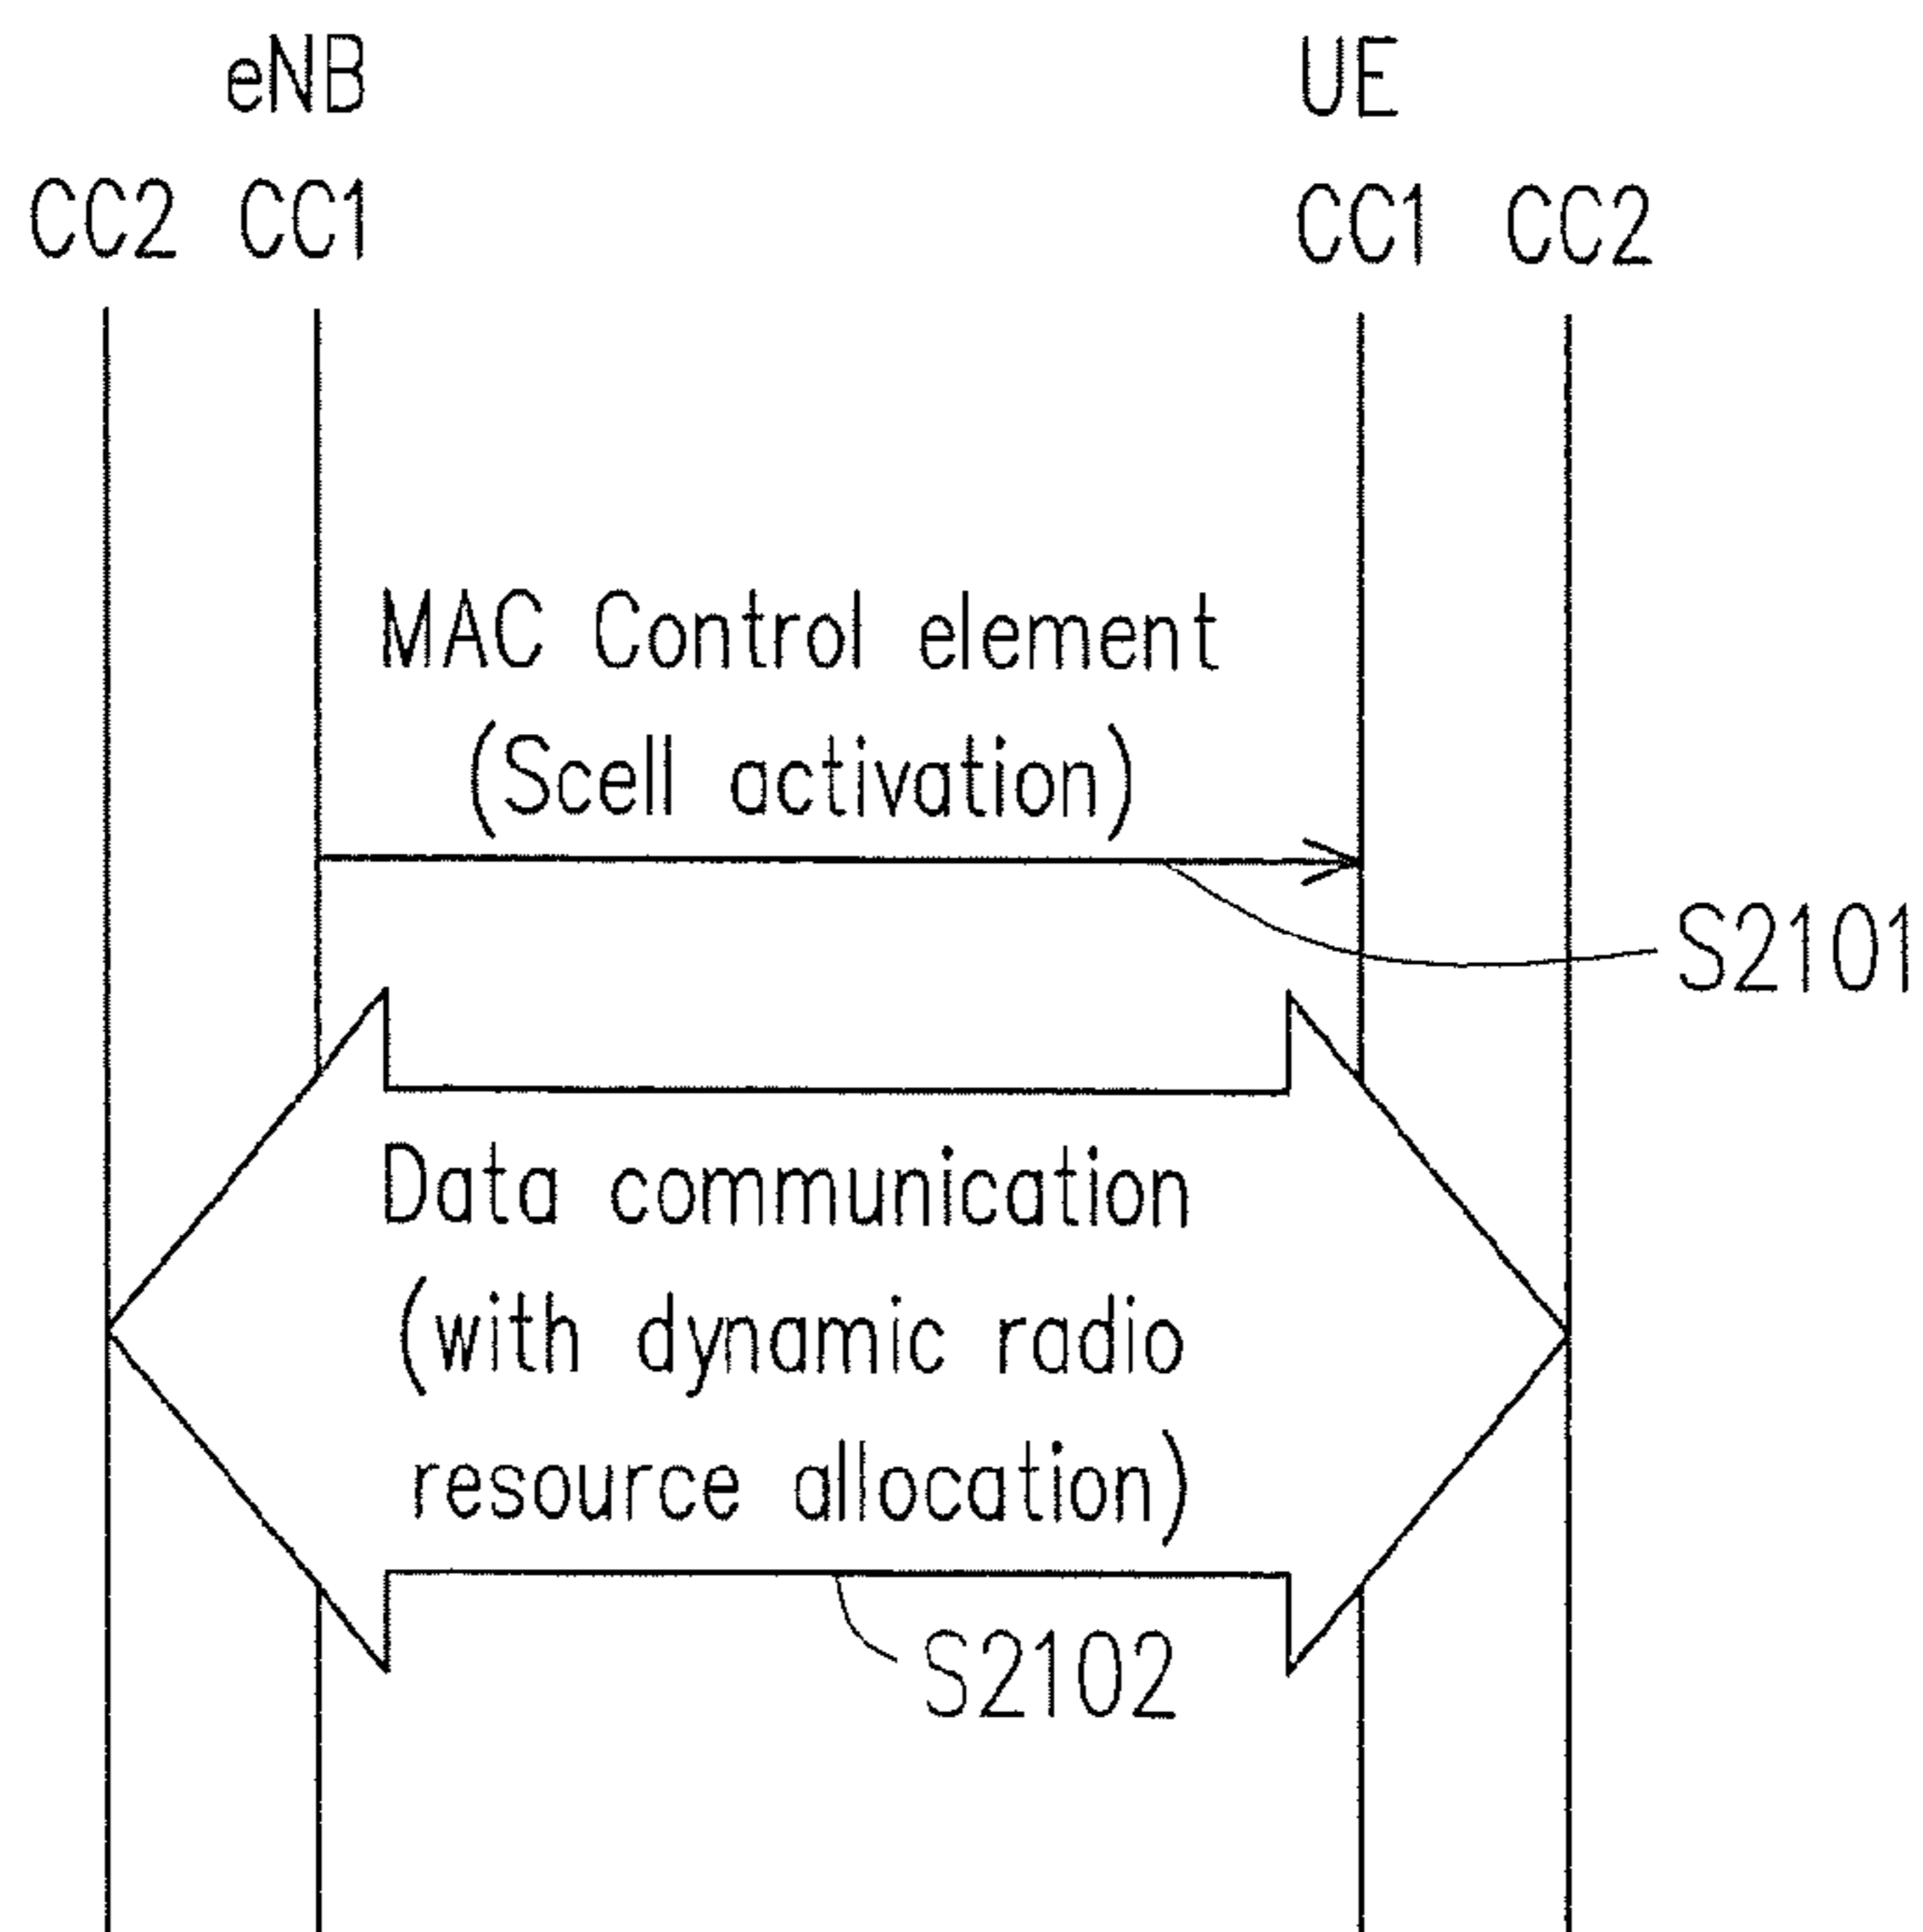 eNB UE
CC2 CC1 CC1 CC2
MAC Control element
(Scell activation)
S2101
Data communication
(with dynamic radio
resource allocation)
S2102